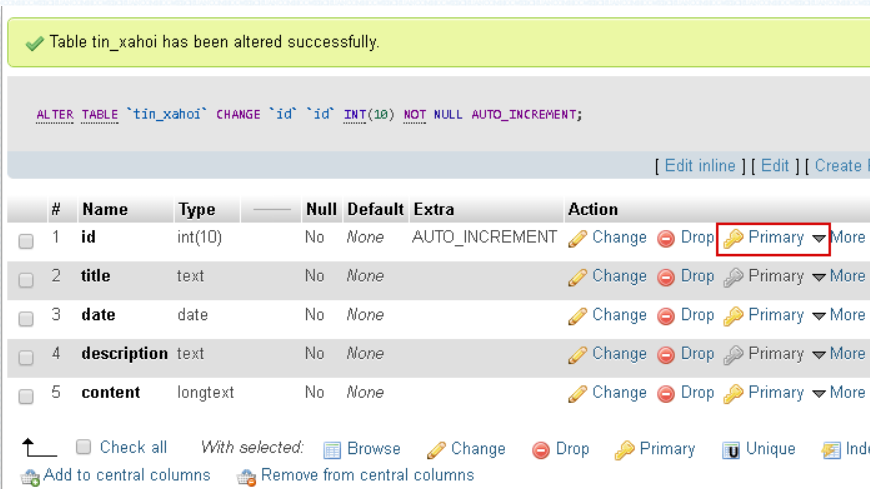 Table tin_xahoi has been altered successfully.
ALTER TABLE `tin_xahoi` CHANGE `id` `id` INT(10) NOT NULL AUTO_INCREMENT;
[ Edit inline ] [ Edit ] [ Create
# Name Type Null Default Extra Action
1 id int(10) No None AUTO_INCREMENT Change Drop Primary More
2 title text No None Change Drop Primary More
3 date date No None Change Drop Primary More
4 description text No None Change Drop Primary More
5 content longtext No None Change Drop Primary More
Check all With selected: Browse Change Drop Primary Unique Inde
Add to central columns Remove from central columns